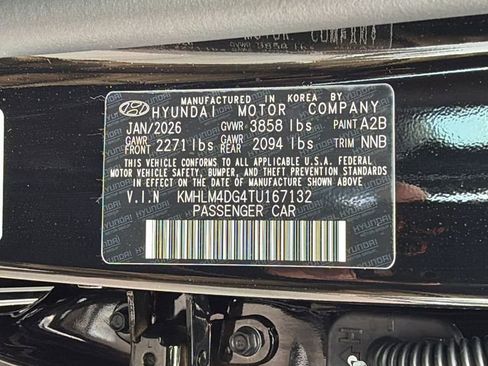 MANUFACTURED IN KOREA BY
HYUNDAI MOTOR COMPANY
JAN/2026 GVWR 3858 lbs PAINT A2B
GAWR FRONT 2271 lbs GAWR REAR 2094 lbs TRIM NNB
THIS VEHICLE CONFORMS TO ALL APPLICABLE U.S.A. FEDERAL
MOTOR VEHICLE SAFETY, BUMPER, AND THEFT PREVENTION STANDARDS
IN EFFECT ON THE DATE OF MANUFACTURE SHOWN ABOVE.
V.I.N KMHLM4DG4TU167132
PASSENGER CAR